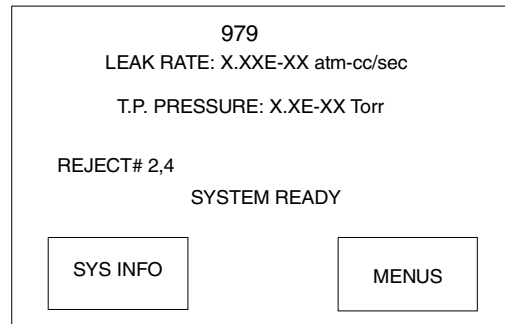 979
LEAK RATE: X.XXE-XX atm-cc/sec
T.P. PRESSURE: X.XE-XX Torr
REJECT# 2,4
SYSTEM READY
SYS INFO
MENUS